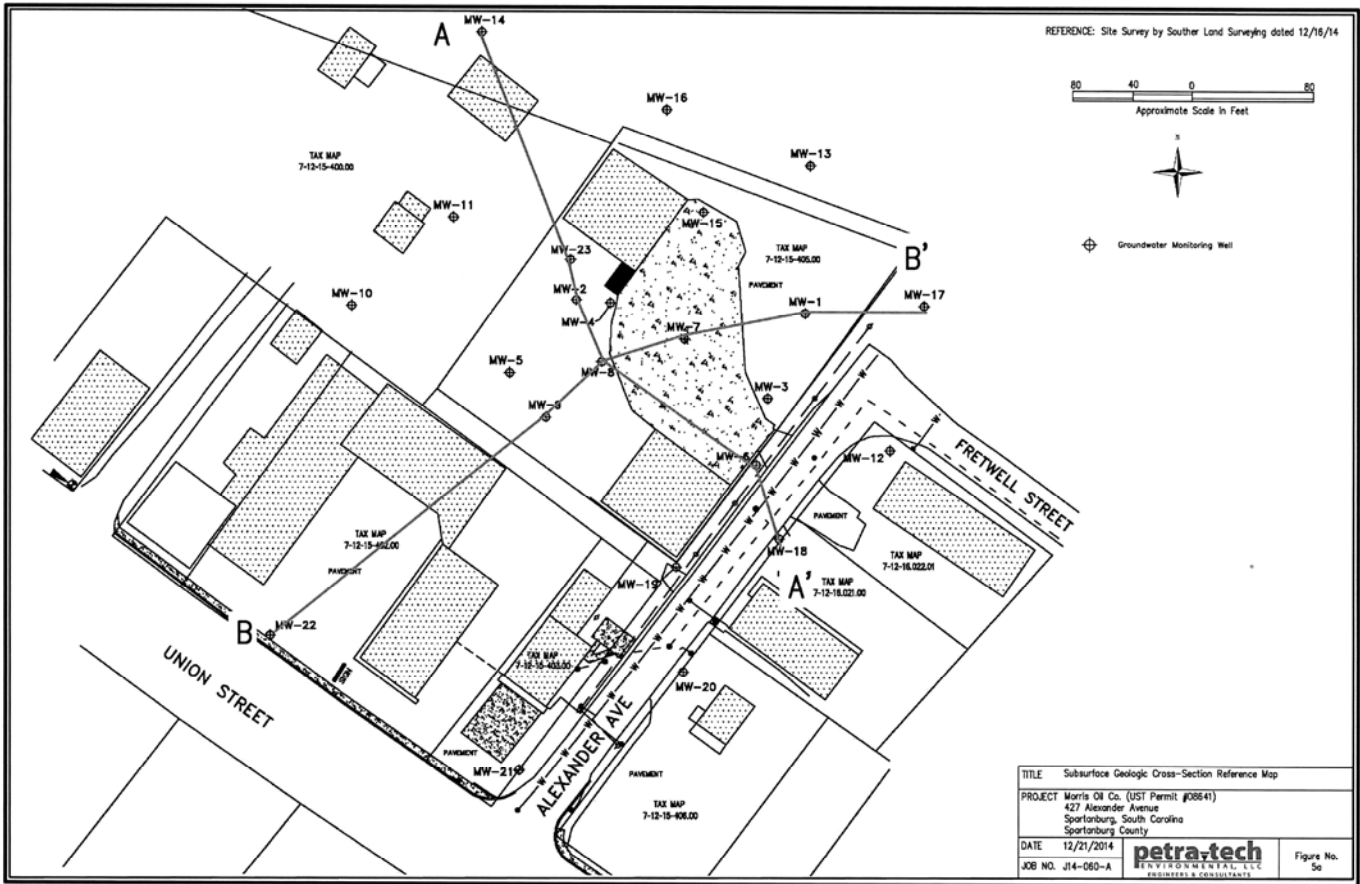 A
MW-14
REFERENCE: Site Survey by Souther Land Surveying dated 12/16/14
80 40 0 80
Approximate Scale in Feet
N
Groundwater Monitoring Well
MW-16
MW-13
TAX MAP
7-12-15-400.00
MW-11
MW-15
MW-23
TAX MAP
7-12-15-405.00
B'
PAVEMENT
MW-2
MW-10
MW-17
MW-1
MW-4
MW-7
MW-5
MW-8
MW-3
MW-9
MW-6
MW-12
FRETWELL STREET
PAVEMENT
TAX MAP
7-12-16.022.01
MW-18
TAX MAP
7-12-15-402.00
PAVEMENT
MW-19
A'
TAX MAP
7-12-16.021.00
B
MW-22
UNION STREET
TAX MAP
7-12-15-403.00
MW-20
PAVEMENT
MW-21
ALEXANDER AVE
W W W W W W W W W W
PAVEMENT
TAX MAP
7-12-15-406.00
TITLE Subsurface Geologic Cross-Section Reference Map
PROJECT Morris Oil Co. (UST Permit #08641)
427 Alexander Avenue
Spartanburg, South Carolina
Spartanburg County
DATE 12/21/2014
JOB NO. J14-060-A
petra-tech
ENVIRONMENTAL, LLC
ENGINEERS & CONSULTANTS
Figure No.
5a